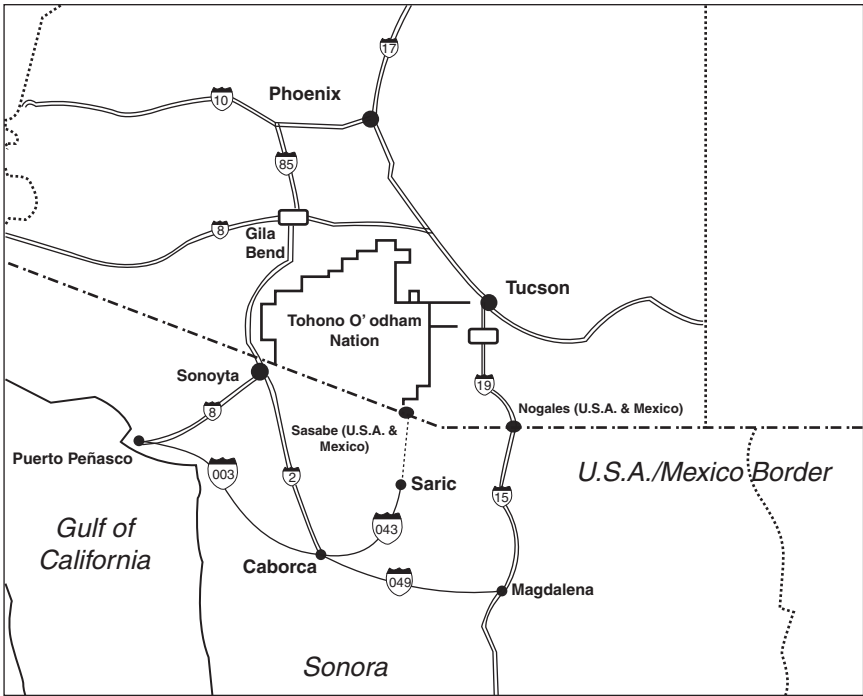 17
10
Phoenix
85
8
Gila
Bend
Tucson
Tohono O' odham
Nation
Sonoyta
19
8
Nogales (U.S.A. & Mexico)
Sasabe (U.S.A. &
Mexico)
Puerto Peñasco
003
2
Saric
15
U.S.A./Mexico Border
043
Gulf of
California
Caborca
049
Magdalena
Sonora